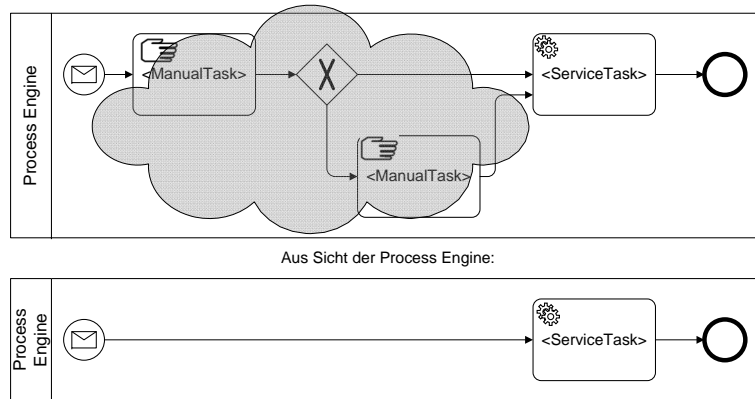 Process Engine
<ManualTask>
<ServiceTask>
<ManualTask>
Aus Sicht der Process Engine:
Process
Engine
<ServiceTask>